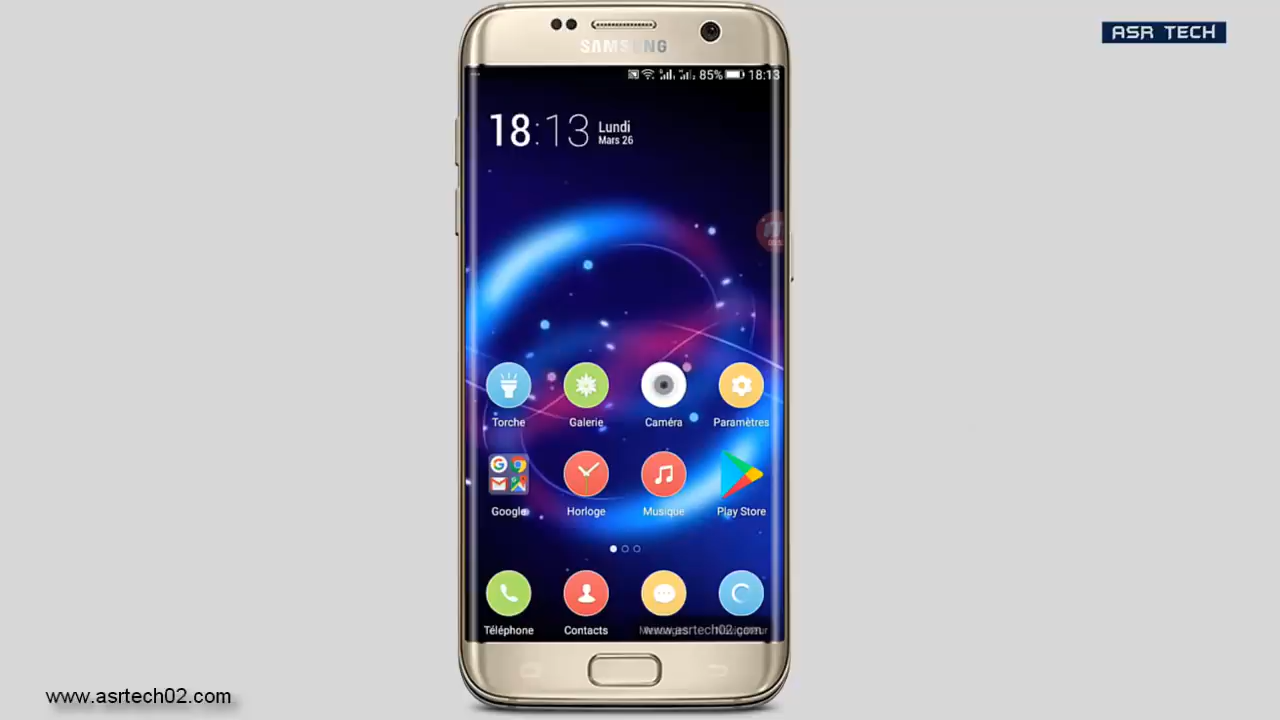 ASR TECH
SAMSUNG
85% 18:13
18:13
Lundi
Mars 26
Torche
Galerie
Caméra
Paramètres
Google
Horloge
Musique
Play Store
Téléphone
Contacts
www.asrtech02.com
www.asrtech02.com